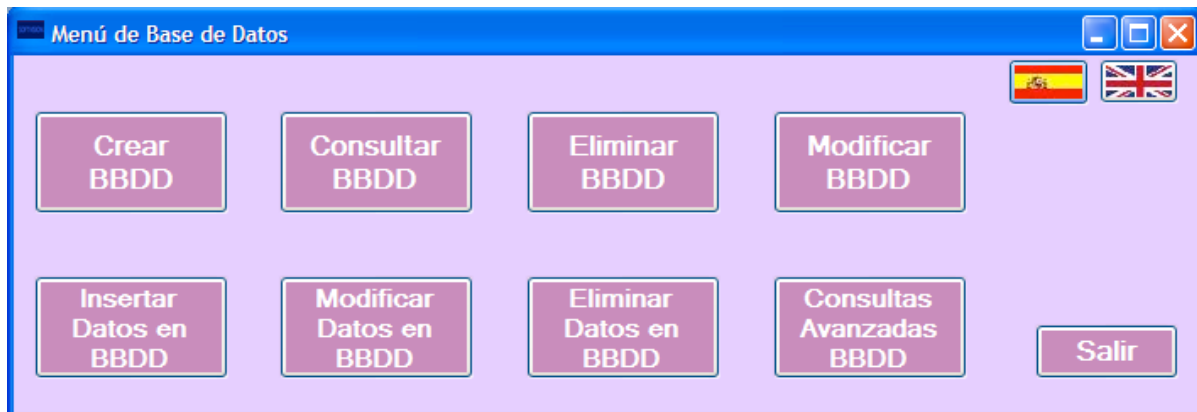 Menú de Base de Datos
Crear
BBDD
Consultar
BBDD
Eliminar
BBDD
Modificar
BBDD
Insertar
Datos en
BBDD
Modificar
Datos en
BBDD
Eliminar
Datos en
BBDD
Consultas
Avanzadas
BBDD
Salir